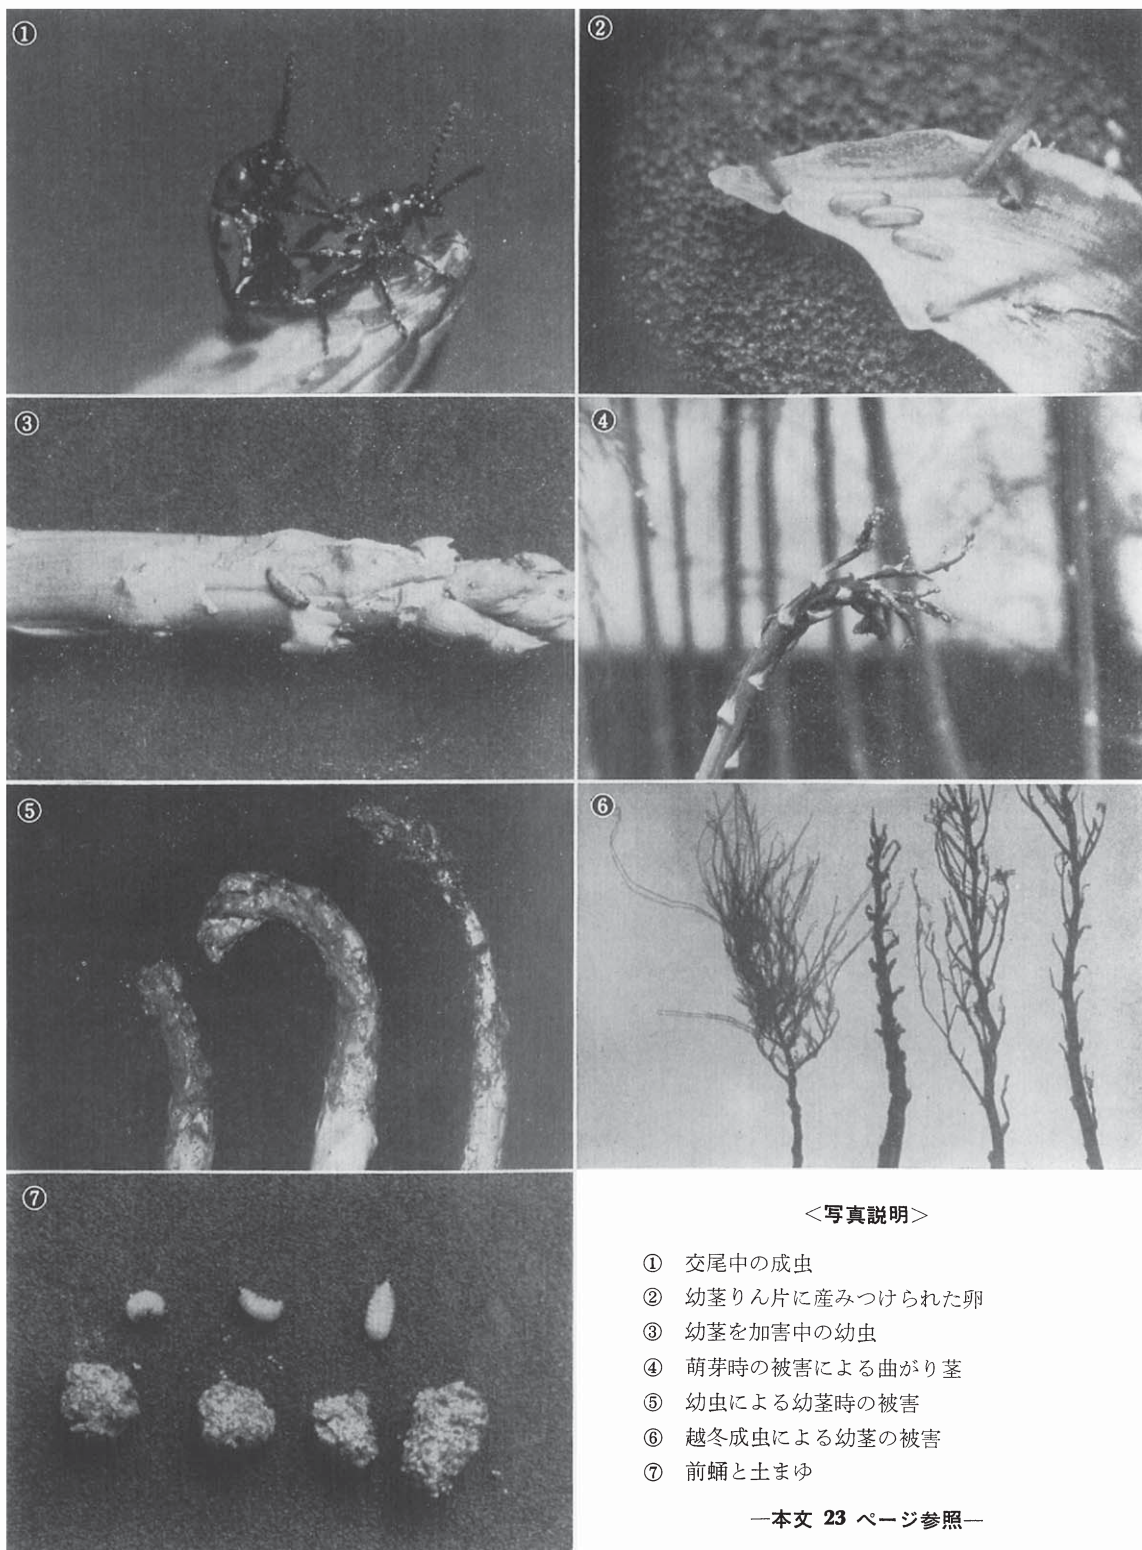 ①
②
③
④
⑤
⑥
⑦
＜写真説明＞
① 交尾中の成虫
② 幼茎りん片に産みつけられた卵
③ 幼茎を加害中の幼虫
④ 萌芽時の被害による曲がり茎
⑤ 幼虫による幼茎時の被害
⑥ 越冬成虫による幼茎の被害
⑦ 前蛹と土まゆ
—本文 23 ページ参照—